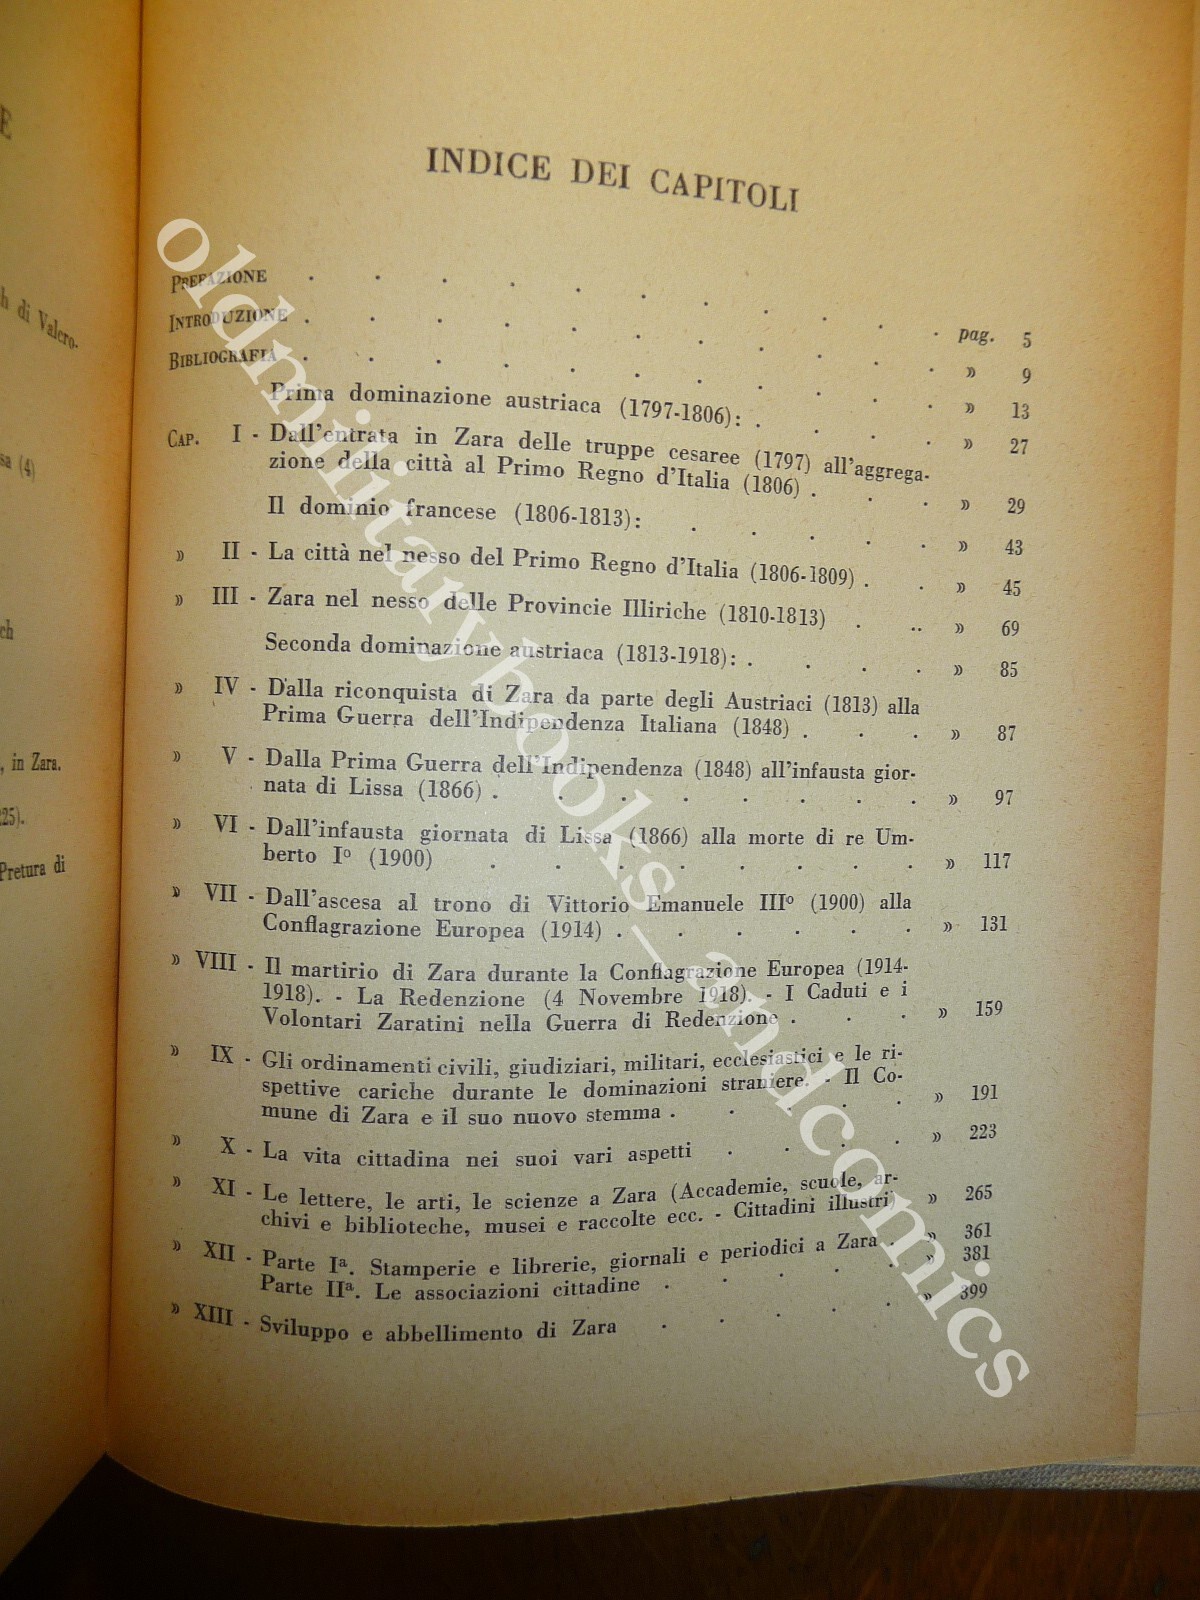 E
h di Valcro-
sa (4)
ch
, in Zara.
25).
Pretura di
INDICE DEI CAPITOLI
PREFAZIONE . . . . . . . . . . pag. 5
INTRODUZIONE . . . . . . . . . . » 9
BIBLIOGRAFIA . . . . . . . . . . » 13
Prima dominazione austriaca (1797-1806): . . . . » 27
CAP. I - Dall'entrata in Zara delle truppe cesaree (1797) all'aggrega-
zione della città al Primo Regno d'Italia (1806) . . . » 29
Il dominio francese (1806-1813): . . . . . » 43
» II - La città nel nesso del Primo Regno d'Italia (1806-1809) . . » 45
» III - Zara nel nesso delle Provincie Illiriche (1810-1813) . .. » 69
Seconda dominazione austriaca (1813-1918): . . . . » 85
» IV - Dalla riconquista di Zara da parte degli Austriaci (1813) alla
Prima Guerra dell'Indipendenza Italiana (1848) . . . » 87
» V - Dalla Prima Guerra dell'Indipendenza (1848) all'infausta gior-
nata di Lissa (1866) . . . . . . . . » 97
» VI - Dall'infausta giornata di Lissa (1866) alla morte di re Um-
berto Iº (1900) . . . . . . . » 117
» VII - Dall'ascesa al trono di Vittorio Emanuele IIIº (1900) alla
Conflagrazione Europea (1914) . . . . . . » 131
» VIII - Il martirio di Zara durante la Conflagrazione Europea (1914-
1918). - La Redenzione (4 Novembre 1918). - I Caduti e i
Volontari Zaratini nella Guerra di Redenzione . . . » 159
» IX - Gli ordinamenti civili, giudiziari, militari, ecclesiastici e le ri-
spettive cariche durante le dominazioni straniere. - Il Co-
mune di Zara e il suo nuovo stemma . . . . . » 191
» X - La vita cittadina nei suoi vari aspetti . . . . » 223
» XI - Le lettere, le arti, le scienze a Zara (Accademie, scuole, ar-
chivi e biblioteche, musei e raccolte ecc. - Cittadini illustri) » 265
» XII - Parte Iª. Stamperie e librerie, giornali e periodici a Zara . » 361
Parte IIª. Le associazioni cittadine . . . . . » 381
» XIII - Sviluppo e abbellimento di Zara . . . . . » 399
oldmilitarybooks_andcomics